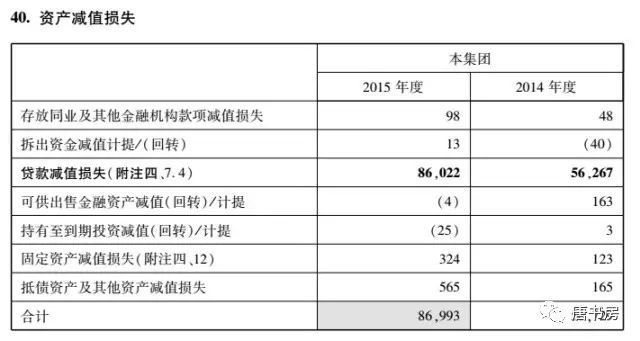 40. 资产减值损失
本集团
2015 年度 2014 年度
存放同业及其他金融机构款项减值损失 98 48
拆出资金减值计提/(回转) 13 (40)
贷款减值损失(附注四、7.4) 86,022 56,267
可供出售金融资产减值(回转)/计提 (4) 163
持有至到期投资减值(回转)/计提 (25) 3
固定资产减值损失(附注四、12) 324 123
抵债资产及其他资产减值损失 565 165
合计 86,993
唐书房